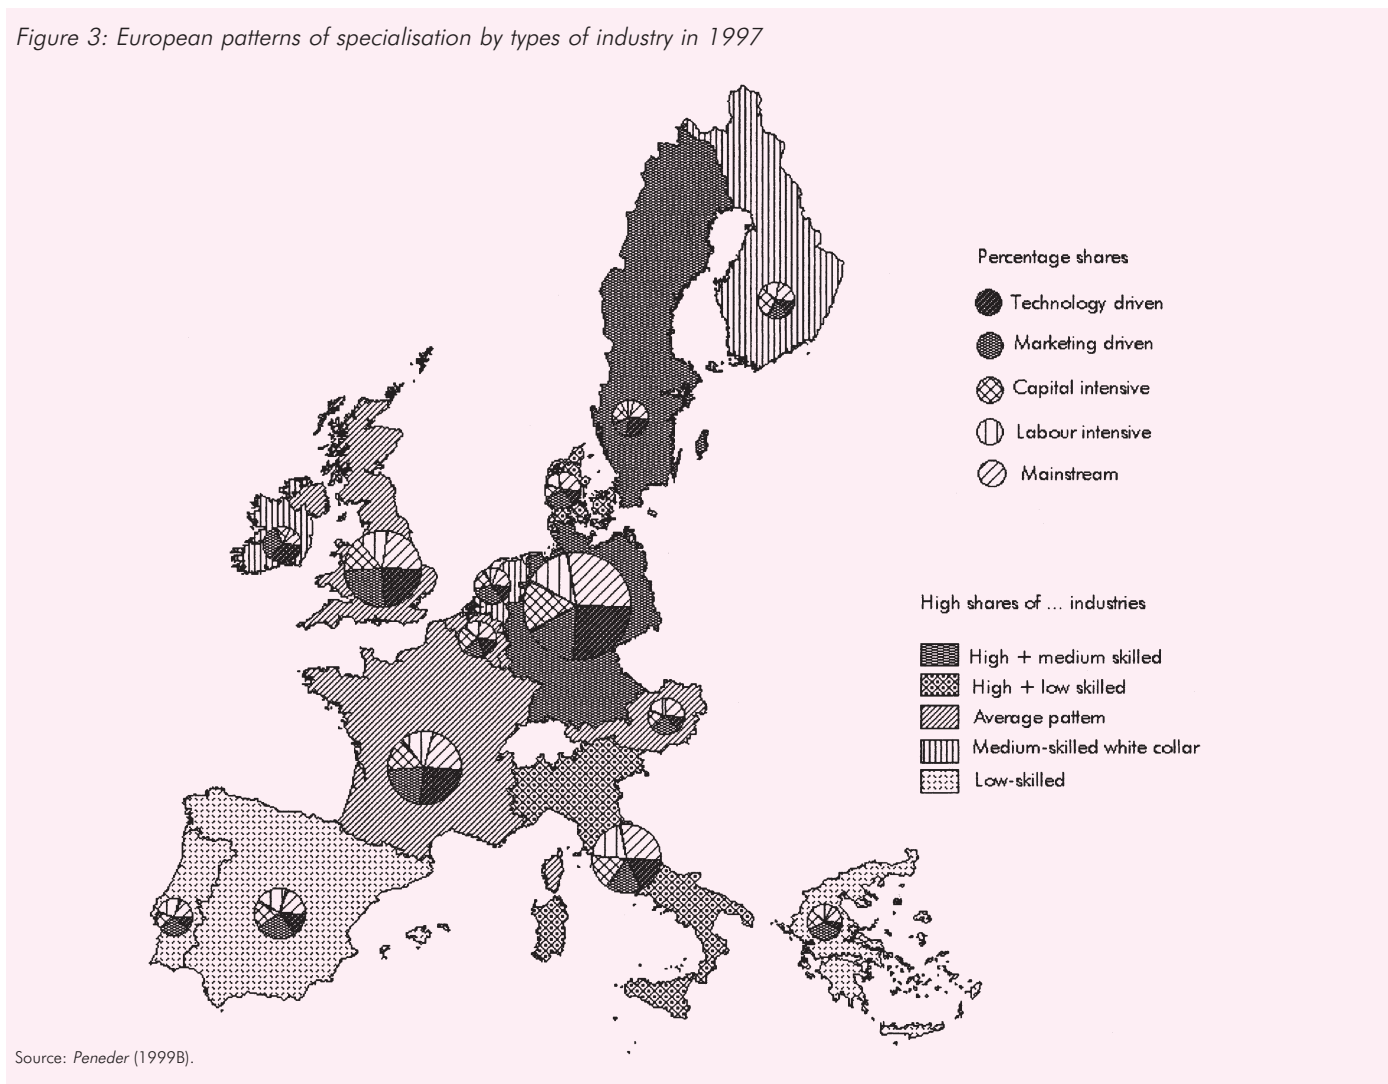 Figure 3: European patterns of specialisation by types of industry in 1997
Percentage shares
Technology driven
Marketing driven
Capital intensive
Labour intensive
Mainstream
High shares of ... industries
High + medium skilled
High + low skilled
Average pattern
Medium-skilled white collar
Low-skilled
Source: Peneder (1999B).